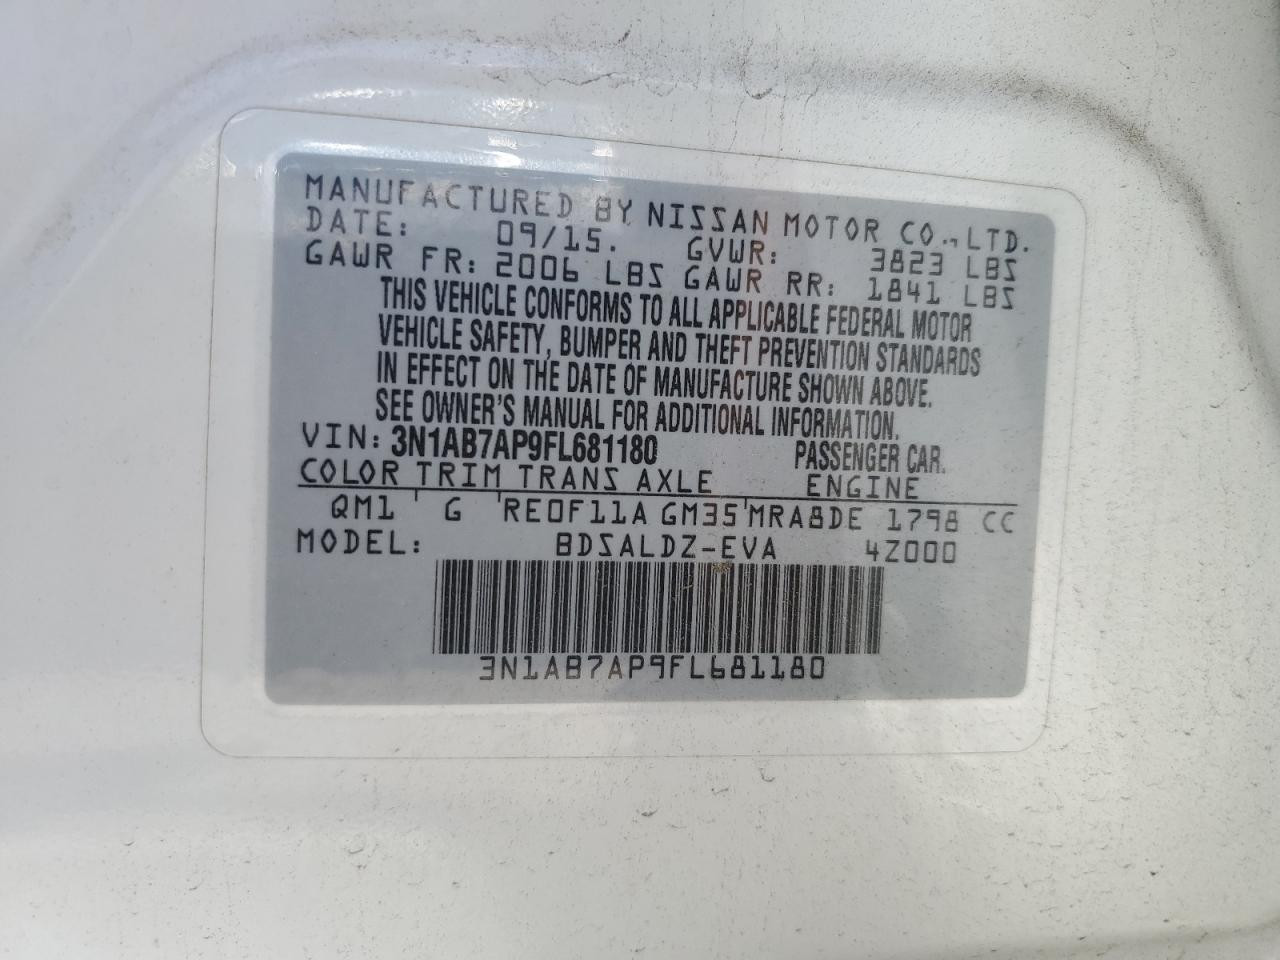 MANUFACTURED BY NISSAN MOTOR CO.,LTD.
DATE: 09/15. GVWR: 3823 LBS
GAWR FR: 2006 LBS GAWR RR: 1841 LBS
THIS VEHICLE CONFORMS TO ALL APPLICABLE FEDERAL MOTOR
VEHICLE SAFETY, BUMPER AND THEFT PREVENTION STANDARDS
IN EFFECT ON THE DATE OF MANUFACTURE SHOWN ABOVE.
SEE OWNER'S MANUAL FOR ADDITIONAL INFORMATION.
VIN: 3N1AB7AP9FL681180 PASSENGER CAR.
COLOR TRIM TRANS AXLE ENGINE
QM1 G RE0F11A GM35 MRA8DE 1798 CC
MODEL: BDSALDZ-EVA 4Z000
3N1AB7AP9FL681180